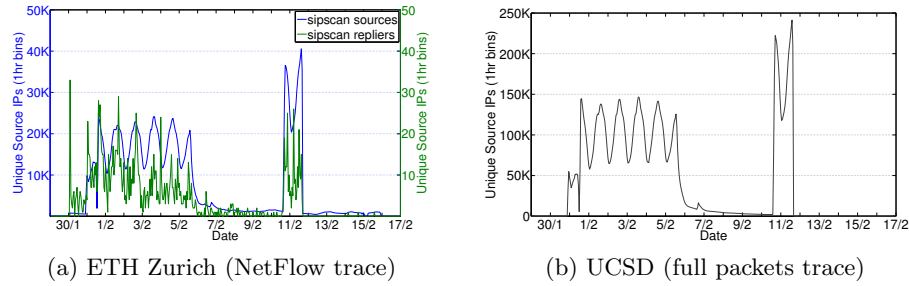 50K
40K
30K
20K
10K
Unique Source IPs (1hr bins)
sipscan sources
sipscan repliers
50
40
30
20
10
Unique Source IPs (1hr bins)
30/1 1/2 3/2 5/2 7/2 9/2 11/2 13/2 15/2 17/2
Date
(a) ETH Zurich (NetFlow trace)
250K
200K
150K
100K
50K
Unique Source IPs (1hr bins)
30/1 1/2 3/2 5/2 7/2 9/2 11/2 13/2 15/2 17/2
Date
(b) UCSD (full packets trace)